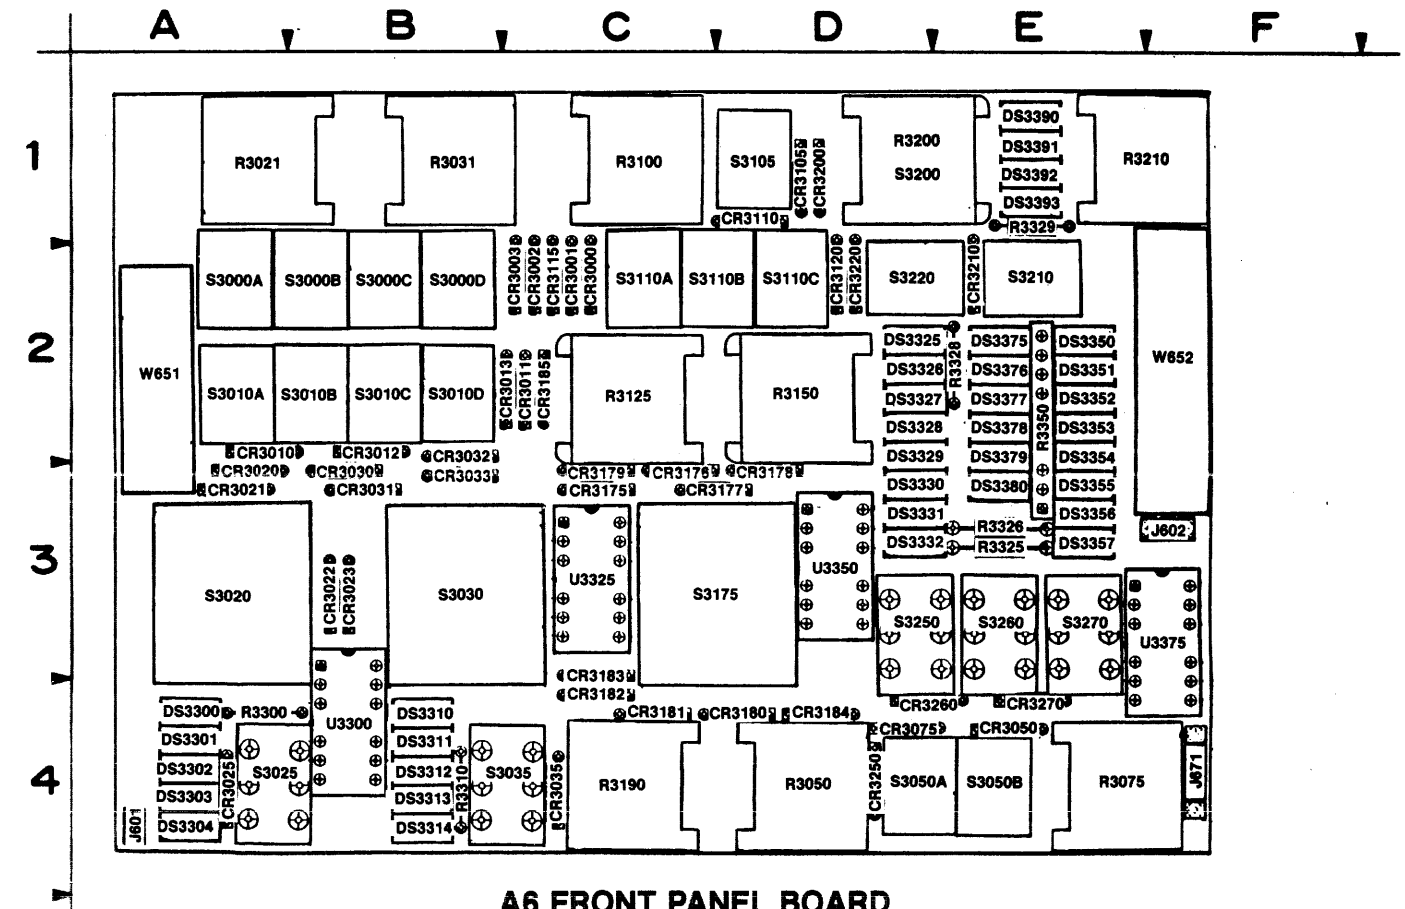 A B C D E F
1
R3021 R3031 R3100 S3105 CR3105 CR3200 R3200 DS3390 R3210
S3200 DS3391
DS3392
DS3393
CR3110 R3329
S3000A S3000B S3000C S3000D CR3003 CR3002 CR3115 CR3001 CR3000 S3110A S3110B S3110C CR3120 CR3220 S3220 CR3210 S3210
2
W651 S3010A S3010B S3010C S3010D CR3013 CR3011 CR3185 R3125 R3150 W652
DS3325 R3328 DS3375 R3350 DS3350
DS3326 DS3376 DS3351
DS3327 DS3377 DS3352
DS3328 DS3378 DS3353
DS3329 DS3379 DS3354
DS3330 DS3380 DS3355
DS3331 R3326 DS3356
DS3332 R3325 DS3357
J602
CR3010 CR3012 CR3032
CR3020 CR3030 CR3033 CR3179 CR3176 CR3178
CR3021 CR3031 CR3175 CR3177
3
S3020 CR3022 CR3023 S3030 U3325 S3175 U3350 S3250 S3260 S3270 U3375
CR3183
CR3182
CR3260 CR3270
CR3181 CR3180 CR3184
CR3075 CR3050
4
DS3300 R3300 U3300 DS3310
DS3301 DS3311
DS3302 CR3025 S3025 DS3312 R3310 S3035 CR3035 R3190 R3050 CR3250 S3050A S3050B R3075 J671
DS3303 DS3313
DS3304 DS3314
J601
A6 FRONT PANEL BOARD